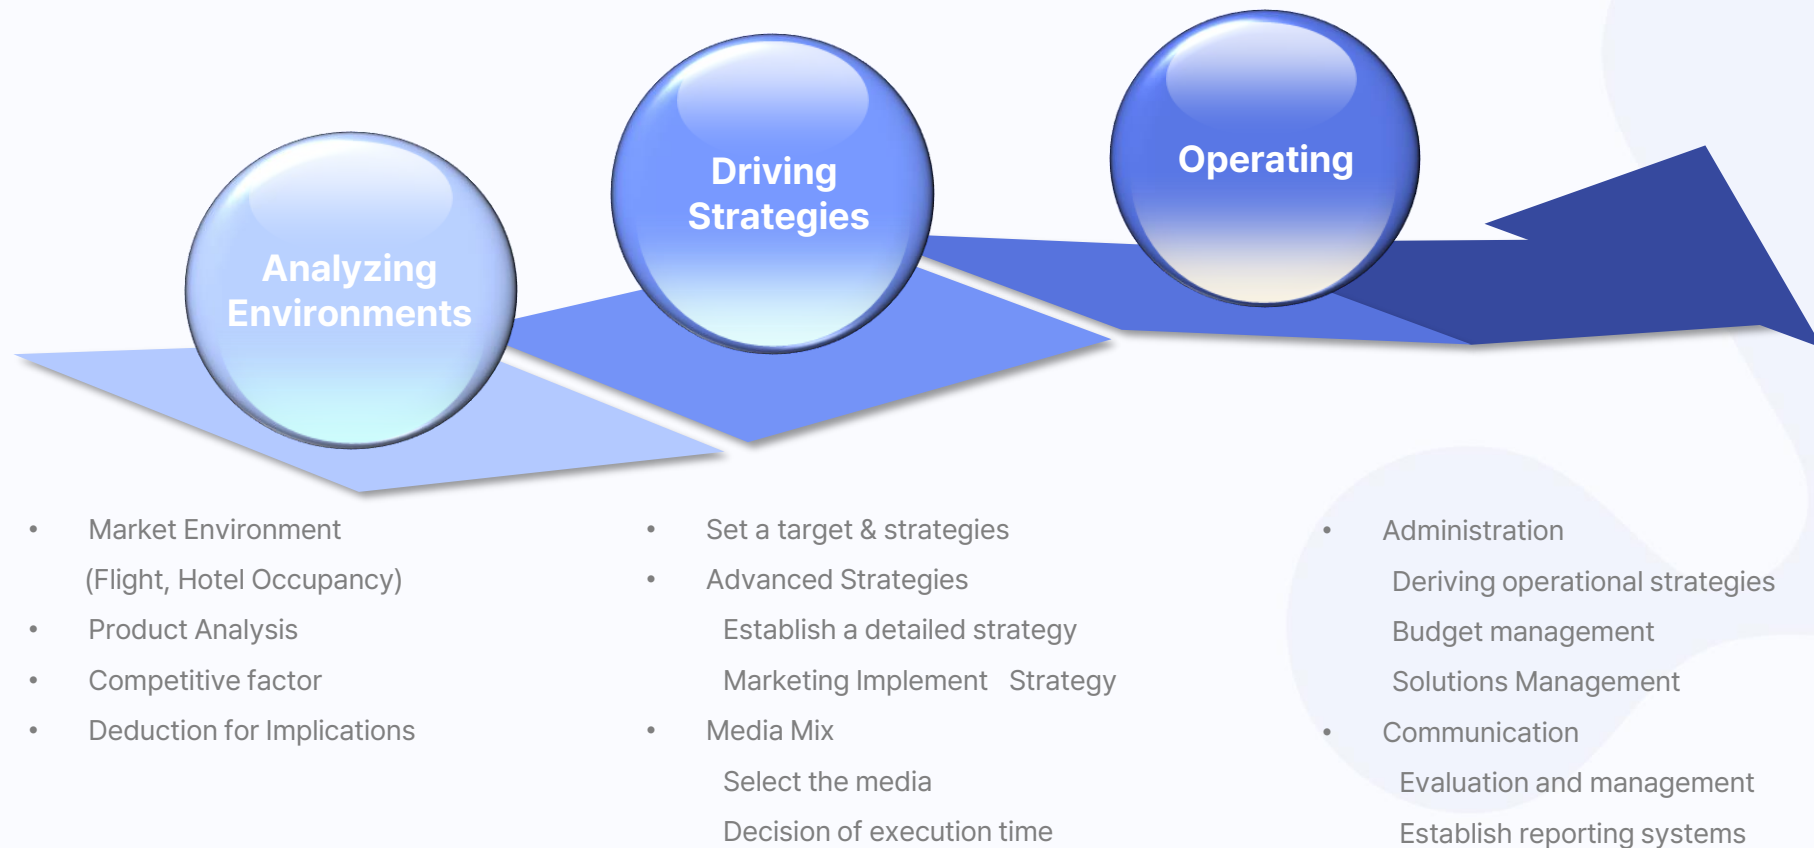 Analyzing
Environments
Driving
Strategies
Operating
• Market Environment
(Flight, Hotel Occupancy)
• Product Analysis
• Competitive factor
• Deduction for Implications
• Set a target & strategies
• Advanced Strategies
Establish a detailed strategy
Marketing Implement Strategy
• Media Mix
Select the media
Decision of execution time
• Administration
Deriving operational strategies
Budget management
Solutions Management
• Communication
Evaluation and management
Establish reporting systems